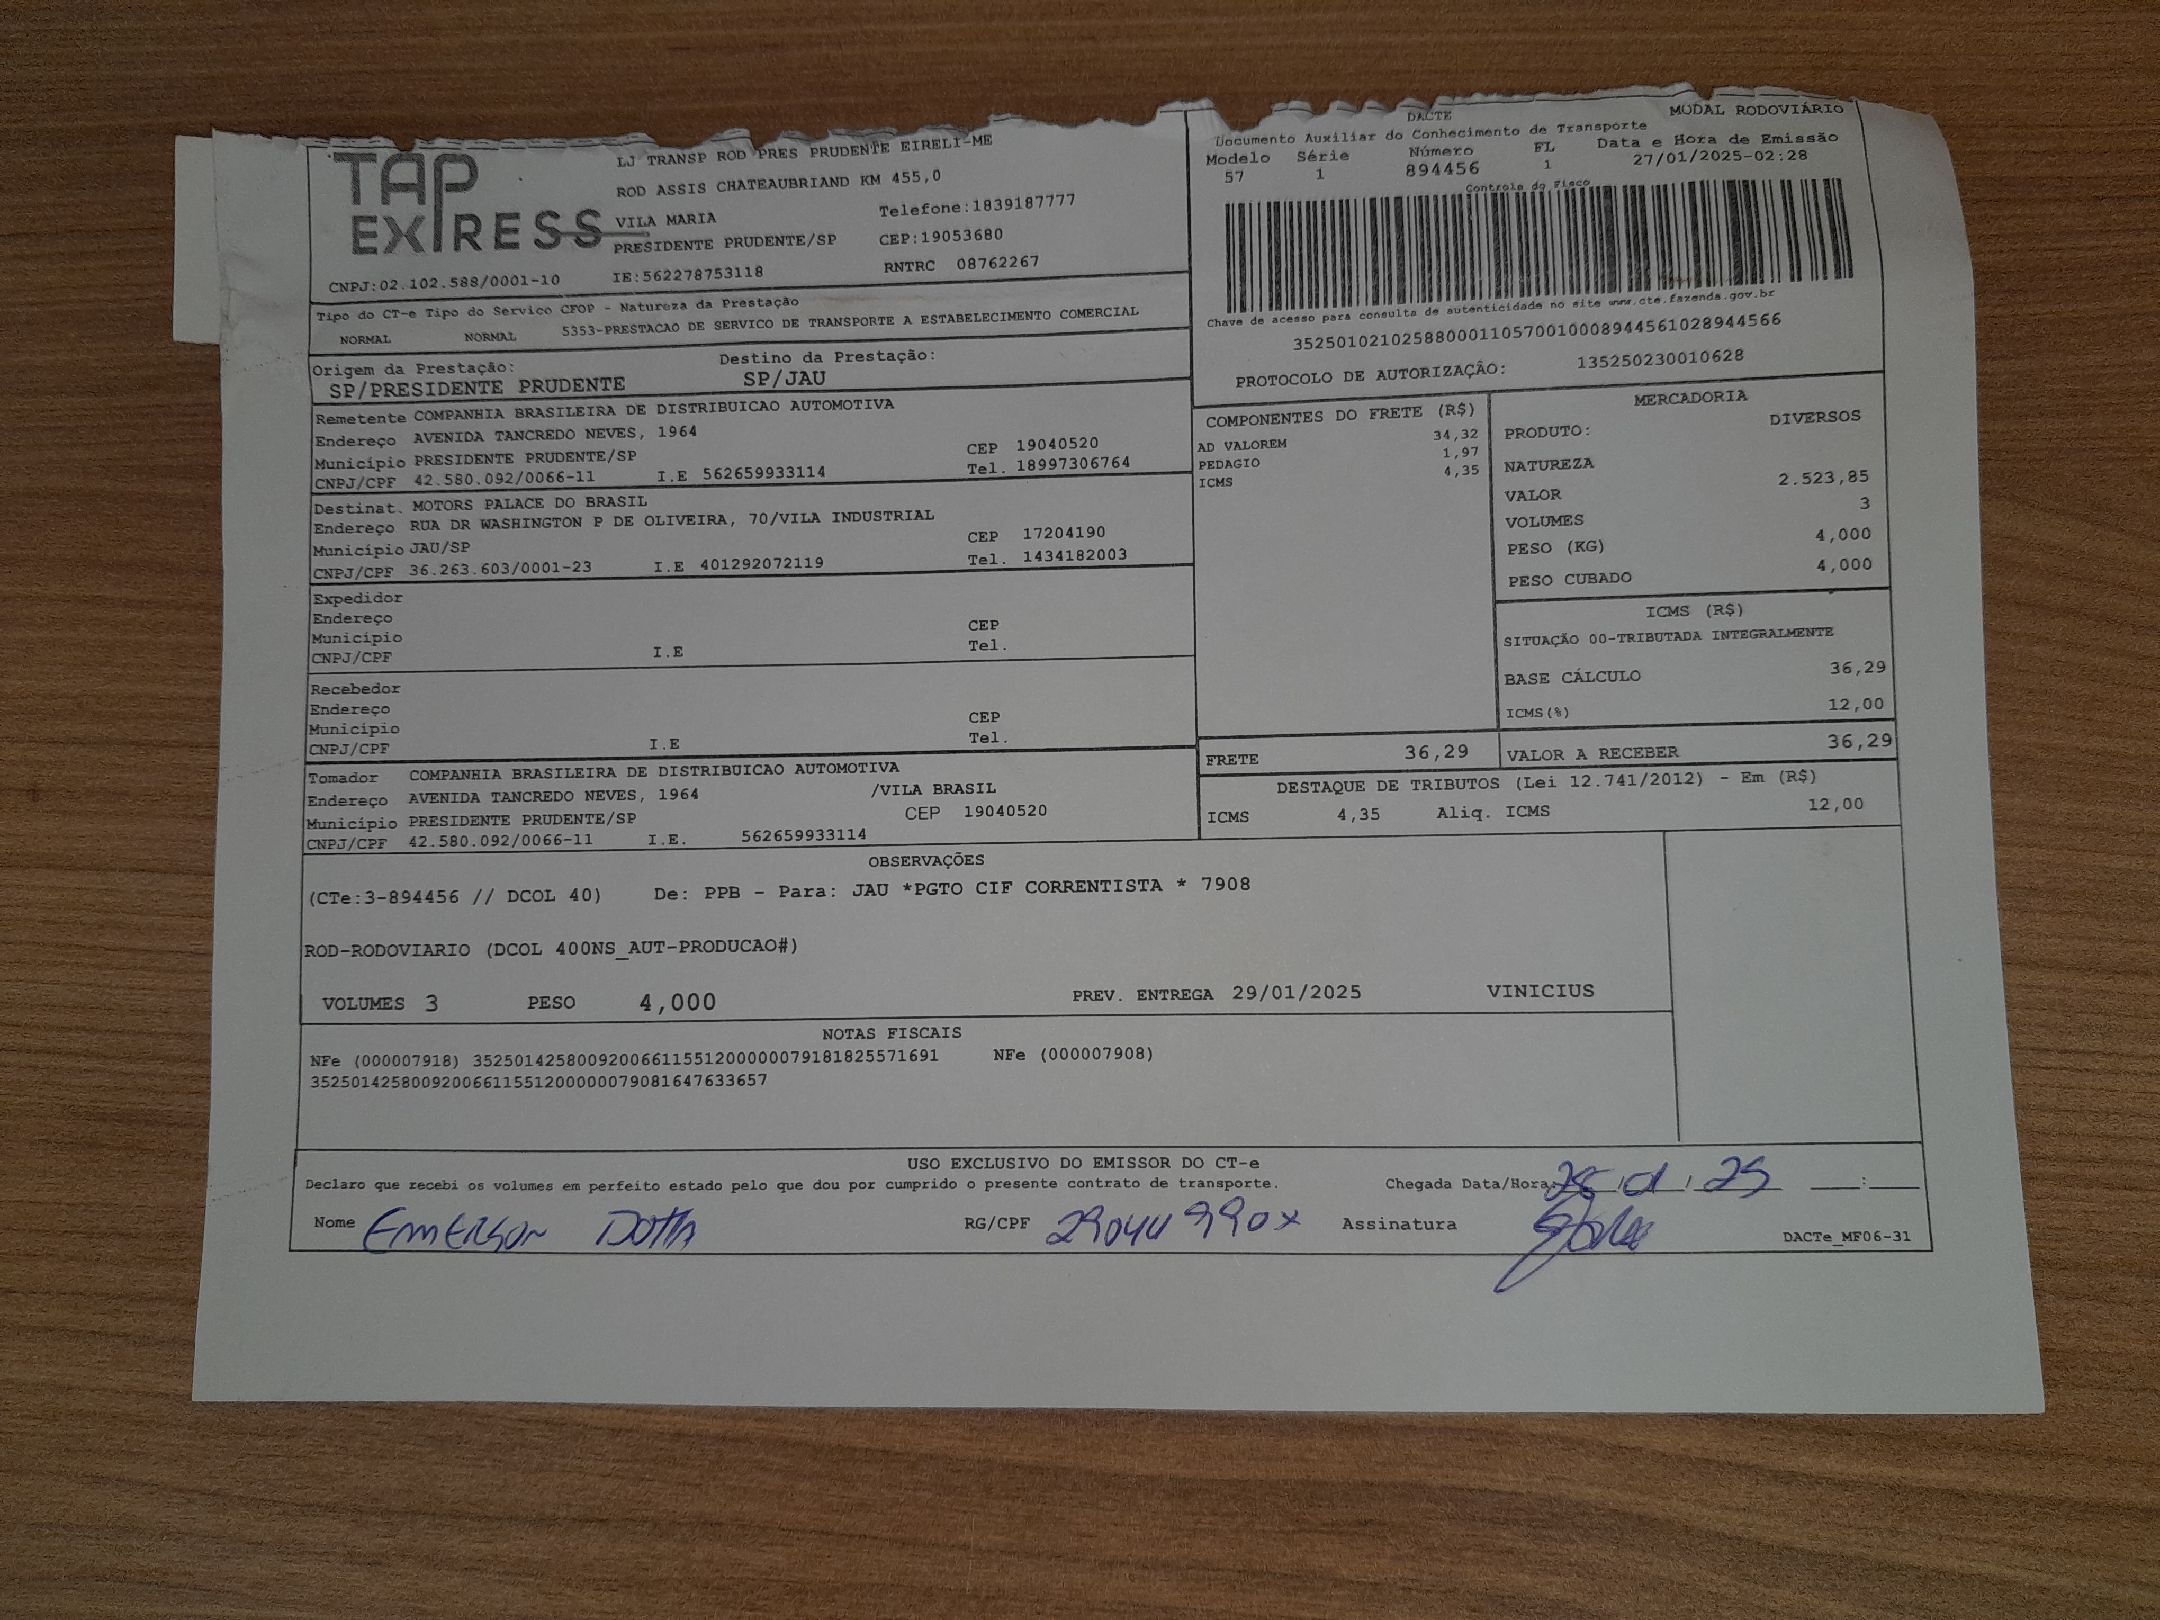 TAP EXPRESS
LJ TRANSP ROD PRES PRUDENTE EIRELI-ME
ROD ASSIS CHATEAUBRIAND KM 455,0
VILA MARIA Telefone:1839187777
PRESIDENTE PRUDENTE/SP CEP:19053680
CNPJ:02.102.588/0001-10 IE:562278753118 RNTRC 08762267
DACTE MODAL RODOVIÁRIO
Documento Auxiliar do Conhecimento de Transporte
Modelo Série Número FL Data e Hora de Emissão
57 1 894456 1 27/01/2025-02:28
Controle do Fisco
Chave de acesso para consulta de autenticidade no site www.cte.fazenda.gov.br
35250102102588000110570010008944561028944566
PROTOCOLO DE AUTORIZAÇÃO: 135250230010628
Tipo do CT-e Tipo do Serviço CFOP - Natureza da Prestação
NORMAL NORMAL 5353-PRESTACAO DE SERVICO DE TRANSPORTE A ESTABELECIMENTO COMERCIAL
Origem da Prestação: Destino da Prestação:
SP/PRESIDENTE PRUDENTE SP/JAU
Remetente COMPANHIA BRASILEIRA DE DISTRIBUICAO AUTOMOTIVA
Endereço AVENIDA TANCREDO NEVES, 1964 CEP 19040520
Município PRESIDENTE PRUDENTE/SP Tel. 18997306764
CNPJ/CPF 42.580.092/0066-11 I.E 562659933114
Destinat. MOTORS PALACE DO BRASIL
Endereço RUA DR WASHINGTON P DE OLIVEIRA, 70/VILA INDUSTRIAL
Município JAU/SP CEP 17204190
CNPJ/CPF 36.263.603/0001-23 I.E 401292072119 Tel. 1434182003
Expedidor
Endereço CEP
Município Tel.
CNPJ/CPF I.E
Recebedor
Endereço CEP
Município Tel.
CNPJ/CPF I.E
Tomador COMPANHIA BRASILEIRA DE DISTRIBUICAO AUTOMOTIVA
Endereço AVENIDA TANCREDO NEVES, 1964 /VILA BRASIL
Município PRESIDENTE PRUDENTE/SP CEP 19040520
CNPJ/CPF 42.580.092/0066-11 I.E. 562659933114
COMPONENTES DO FRETE (R$)
AD VALOREM 34,32
PEDAGIO 1,97
ICMS 4,35
MERCADORIA
PRODUTO: DIVERSOS
NATUREZA
VALOR 2.523,85
VOLUMES 3
PESO (KG) 4,000
PESO CUBADO 4,000
ICMS (R$)
SITUAÇÃO 00-TRIBUTADA INTEGRALMENTE
BASE CÁLCULO 36,29
ICMS(%) 12,00
FRETE 36,29 VALOR A RECEBER 36,29
DESTAQUE DE TRIBUTOS (Lei 12.741/2012) - Em (R$)
ICMS 4,35 Aliq. ICMS 12,00
OBSERVAÇÕES
(CTe:3-894456 // DCOL 40) De: PPB - Para: JAU *PGTO CIF CORRENTISTA * 7908
ROD-RODOVIARIO (DCOL 400NS_AUT-PRODUCAO#)
VOLUMES 3 PESO 4,000 PREV. ENTREGA 29/01/2025 VINICIUS
NOTAS FISCAIS
NFe (000007918) 35250142580092006611551200000079181825571691 NFe (000007908)
35250142580092006611551200000079081647633657
USO EXCLUSIVO DO EMISSOR DO CT-e
Declaro que recebi os volumes em perfeito estado pelo que dou por cumprido o presente contrato de transporte. Chegada Data/Hora:
Nome EMERSON DOTTA RG/CPF 29044990x Assinatura
DACTe_MF06-31